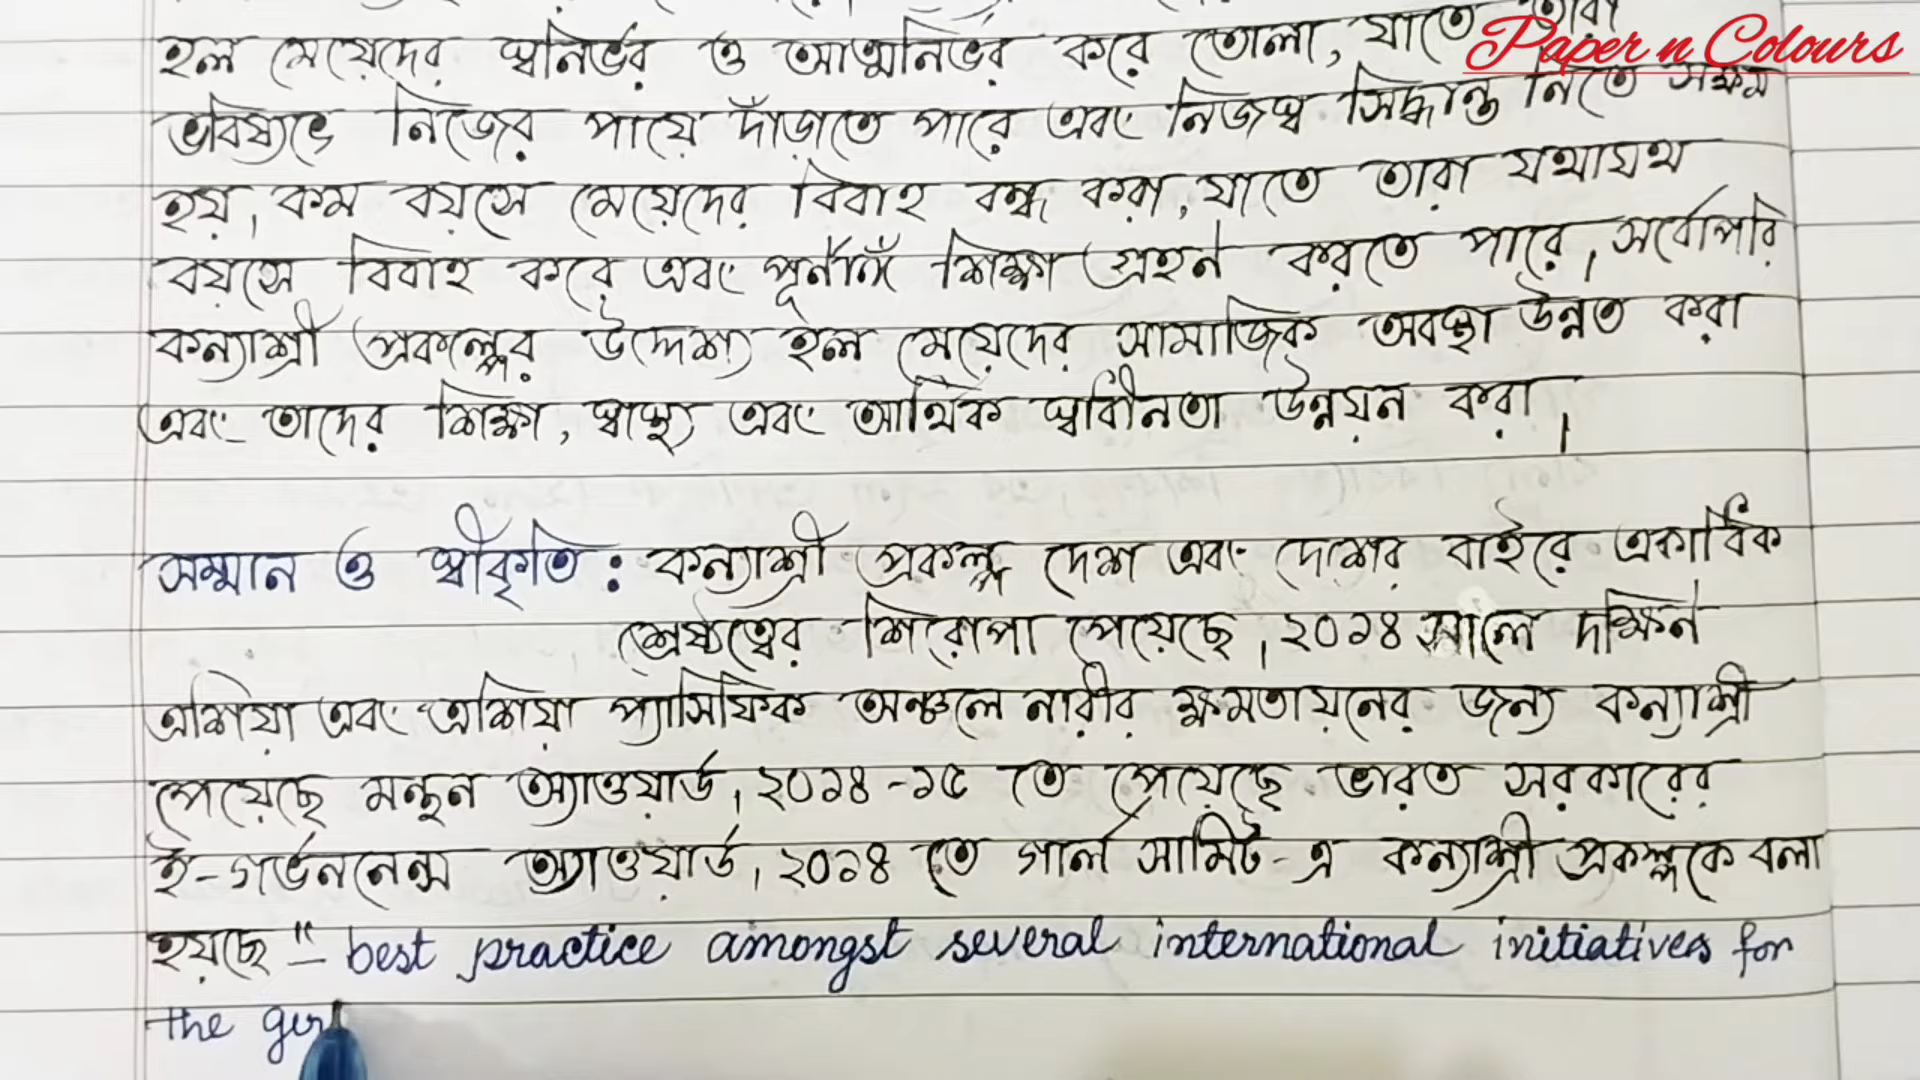 হল মেয়েদের স্বনির্ভর ও আত্মনির্ভর করে তোলা, যাতে তারা
Paper n Colours
ভবিষ্যতে নিজের পায়ে দাঁড়াতে পারে এবং নিজস্ব সিদ্ধান্ত নিতে সক্ষম
হয়, কম বয়সে মেয়েদের বিবাহ বন্ধ করা, যাতে তারা যথাযথ
বয়সে বিবাহ করে এবং পূর্ণাঙ্গ শিক্ষা গ্রহন করতে পারে। সর্বোপরি
কন্যাশ্রী প্রকল্পের উদ্দেশ্য হল মেয়েদের সামাজিক অবস্থা উন্নত করা
এবং তাদের শিক্ষা, স্বাস্থ্য এবং আর্থিক স্বাধীনতা উন্নয়ন করা।
সম্মান ও স্বীকৃতি : কন্যাশ্রী প্রকল্প দেশ এবং দেশের বাইরে একাধিক
শ্রেষ্ঠত্বের শিরোপা পেয়েছে। ২০১৪ সালে দক্ষিন
এশিয়া এবং এশিয়া প্যাসিফিক অঞ্চলে নারীর ক্ষমতায়নের জন্য কন্যাশ্রী
পেয়েছে মন্থন অ্যাওয়ার্ড। ২০১৪-১৫ তে পেয়েছে ভারত সরকারের
ই-গর্ভনেন্স অ্যাওয়ার্ড। ২০১৪ তে গার্ল সামিট-এ কন্যাশ্রী প্রকল্পকে বলা
হয়ছে "- best practice amongst several international initiatives for
the gir